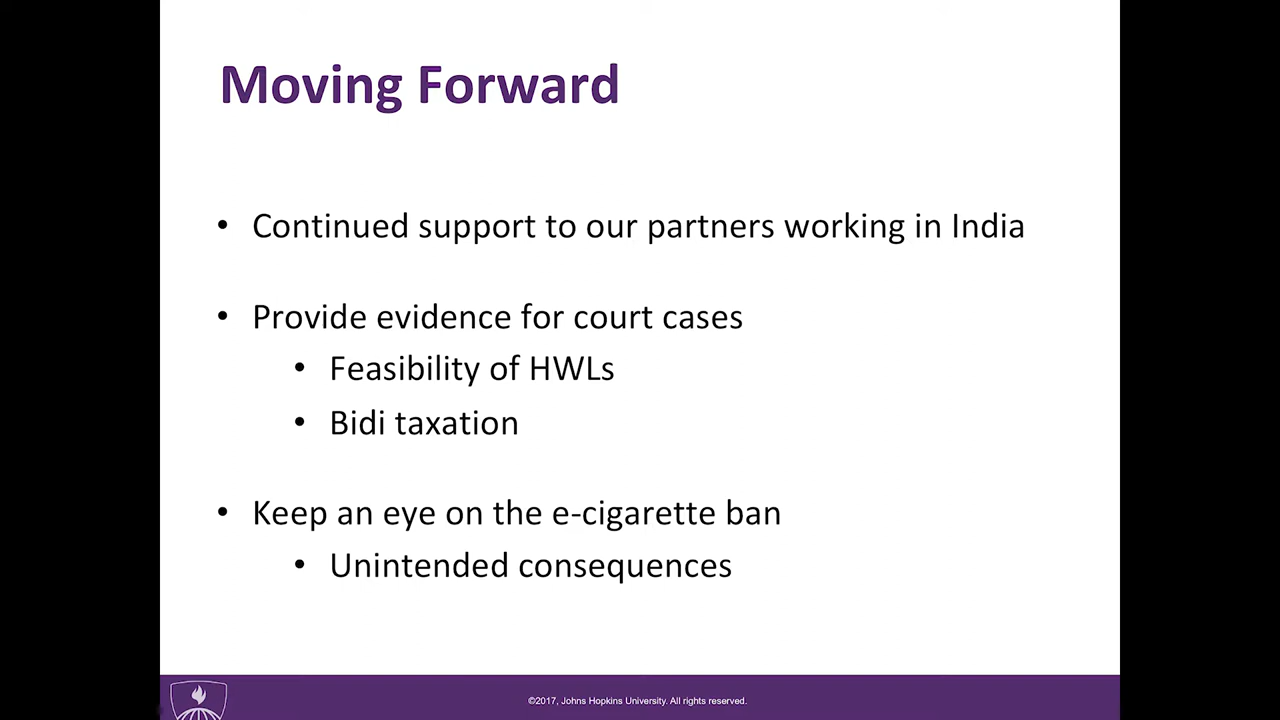 Moving Forward
• Continued support to our partners working in India
• Provide evidence for court cases
• Feasibility of HWLs
• Bidi taxation
• Keep an eye on the e-cigarette ban
• Unintended consequences
©2017, Johns Hopkins University. All rights reserved.